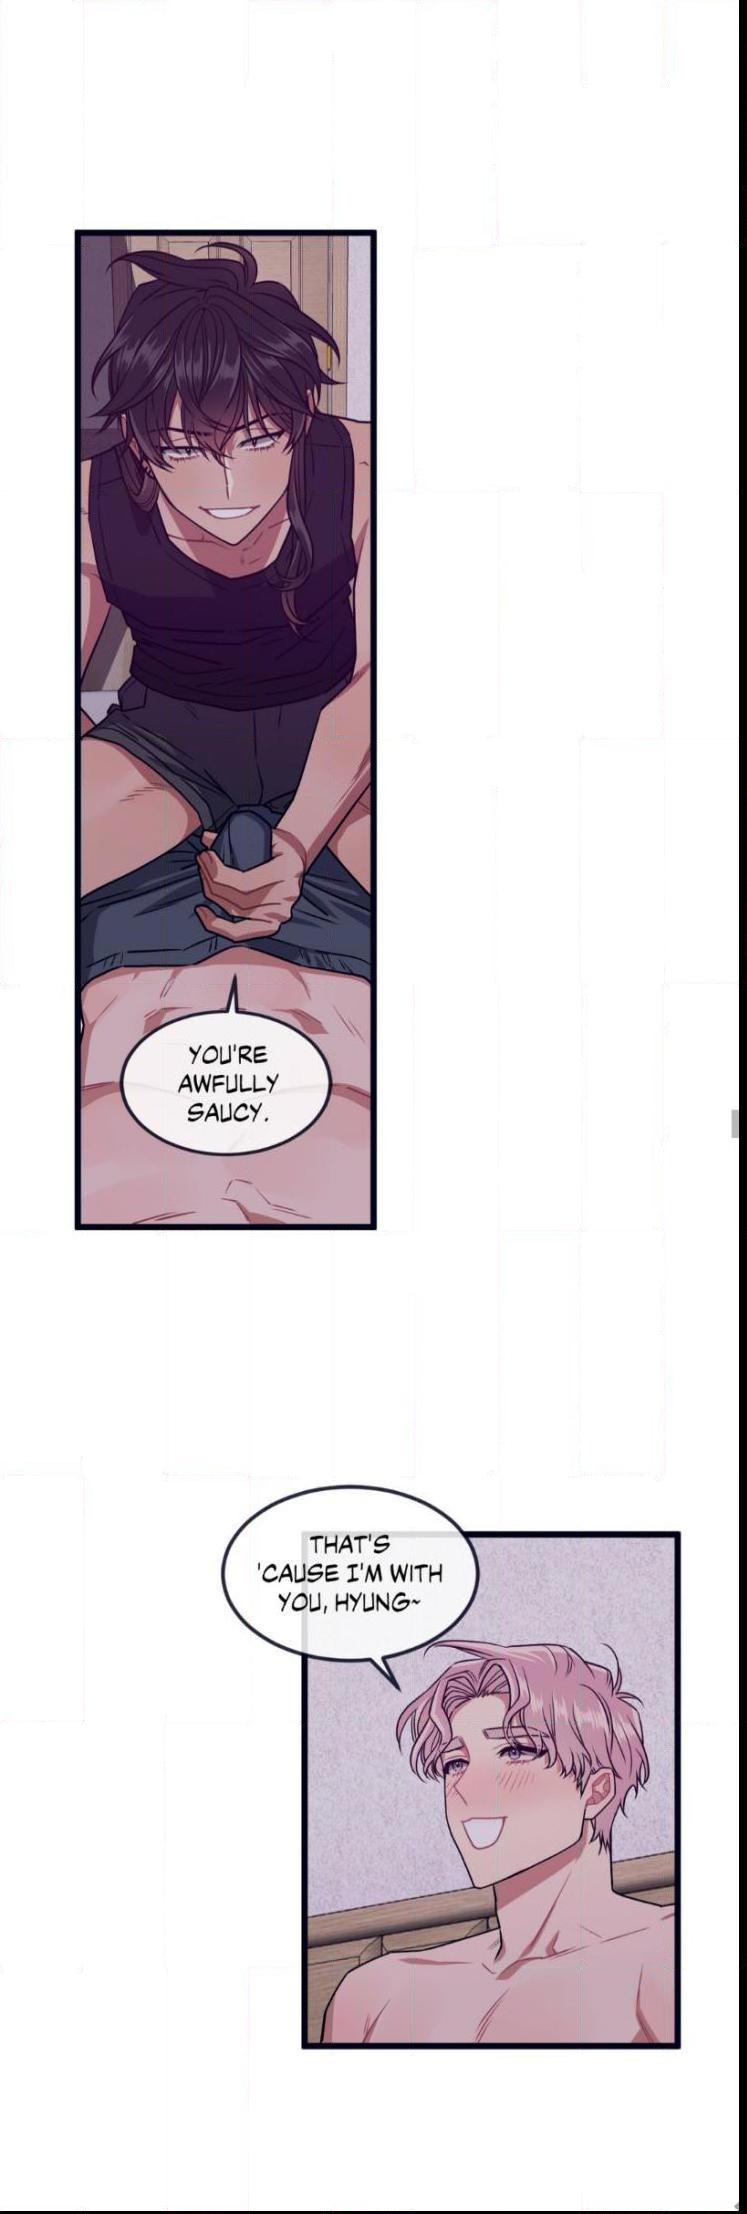 YOU'RE
AWFULLY
SAUCY.
THAT'S
'CAUSE I'M WITH
YOU, HYUNG~